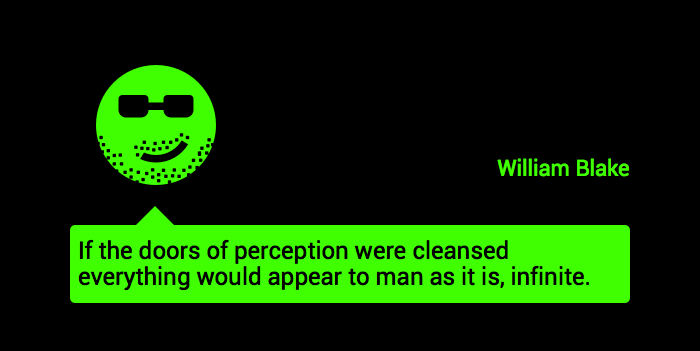 William Blake
If the doors of perception were cleansed
everything would appear to man as it is, infinite.